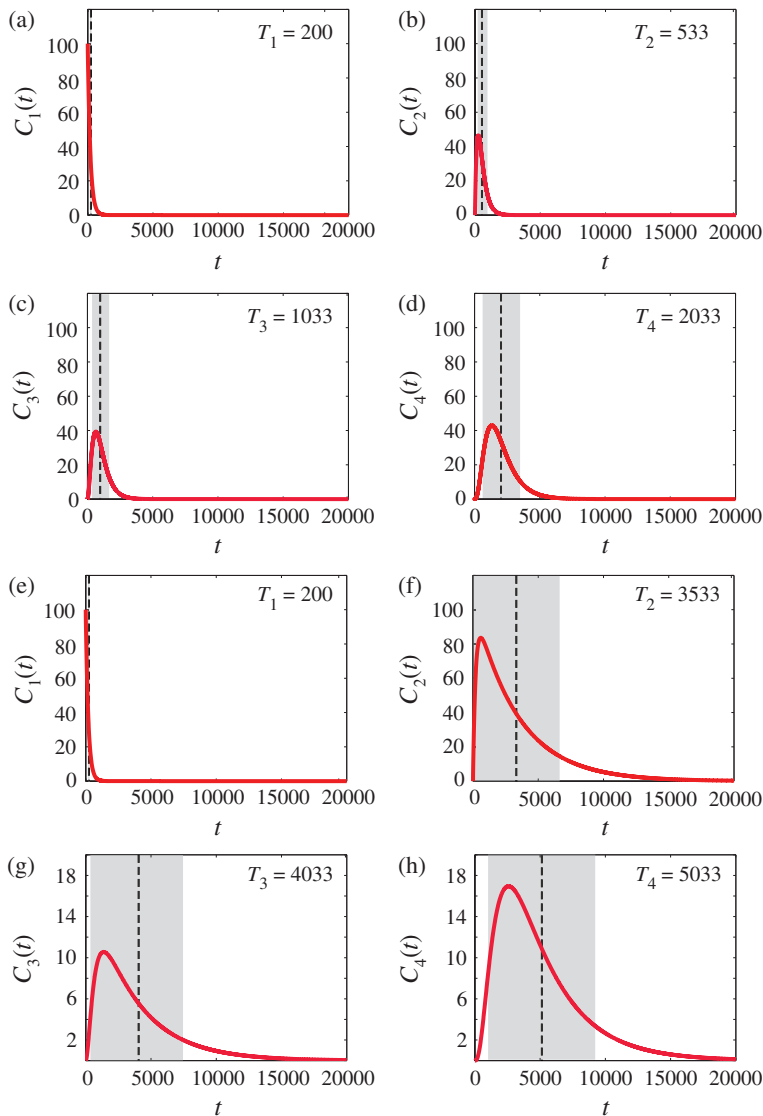 (a)
T₁ = 200
100
80
60
40
20
0
C₁(t)
0 5000 10000 15000 20000
t
(b)
T₂ = 533
100
80
60
40
20
0
C₂(t)
0 5000 10000 15000 20000
t
(c)
T₃ = 1033
100
80
60
40
20
0
C₃(t)
0 5000 10000 15000 20000
t
(d)
T₄ = 2033
100
80
60
40
20
0
C₄(t)
0 5000 10000 15000 20000
t
(e)
T₁ = 200
100
80
60
40
20
0
C₁(t)
0 5000 10000 15000 20000
t
(f)
T₂ = 3533
100
80
60
40
20
0
C₂(t)
0 5000 10000 15000 20000
t
(g)
T₃ = 4033
18
14
10
6
2
C₃(t)
0 5000 10000 15000 20000
t
(h)
T₄ = 5033
18
14
10
6
2
C₄(t)
0 5000 10000 15000 20000
t